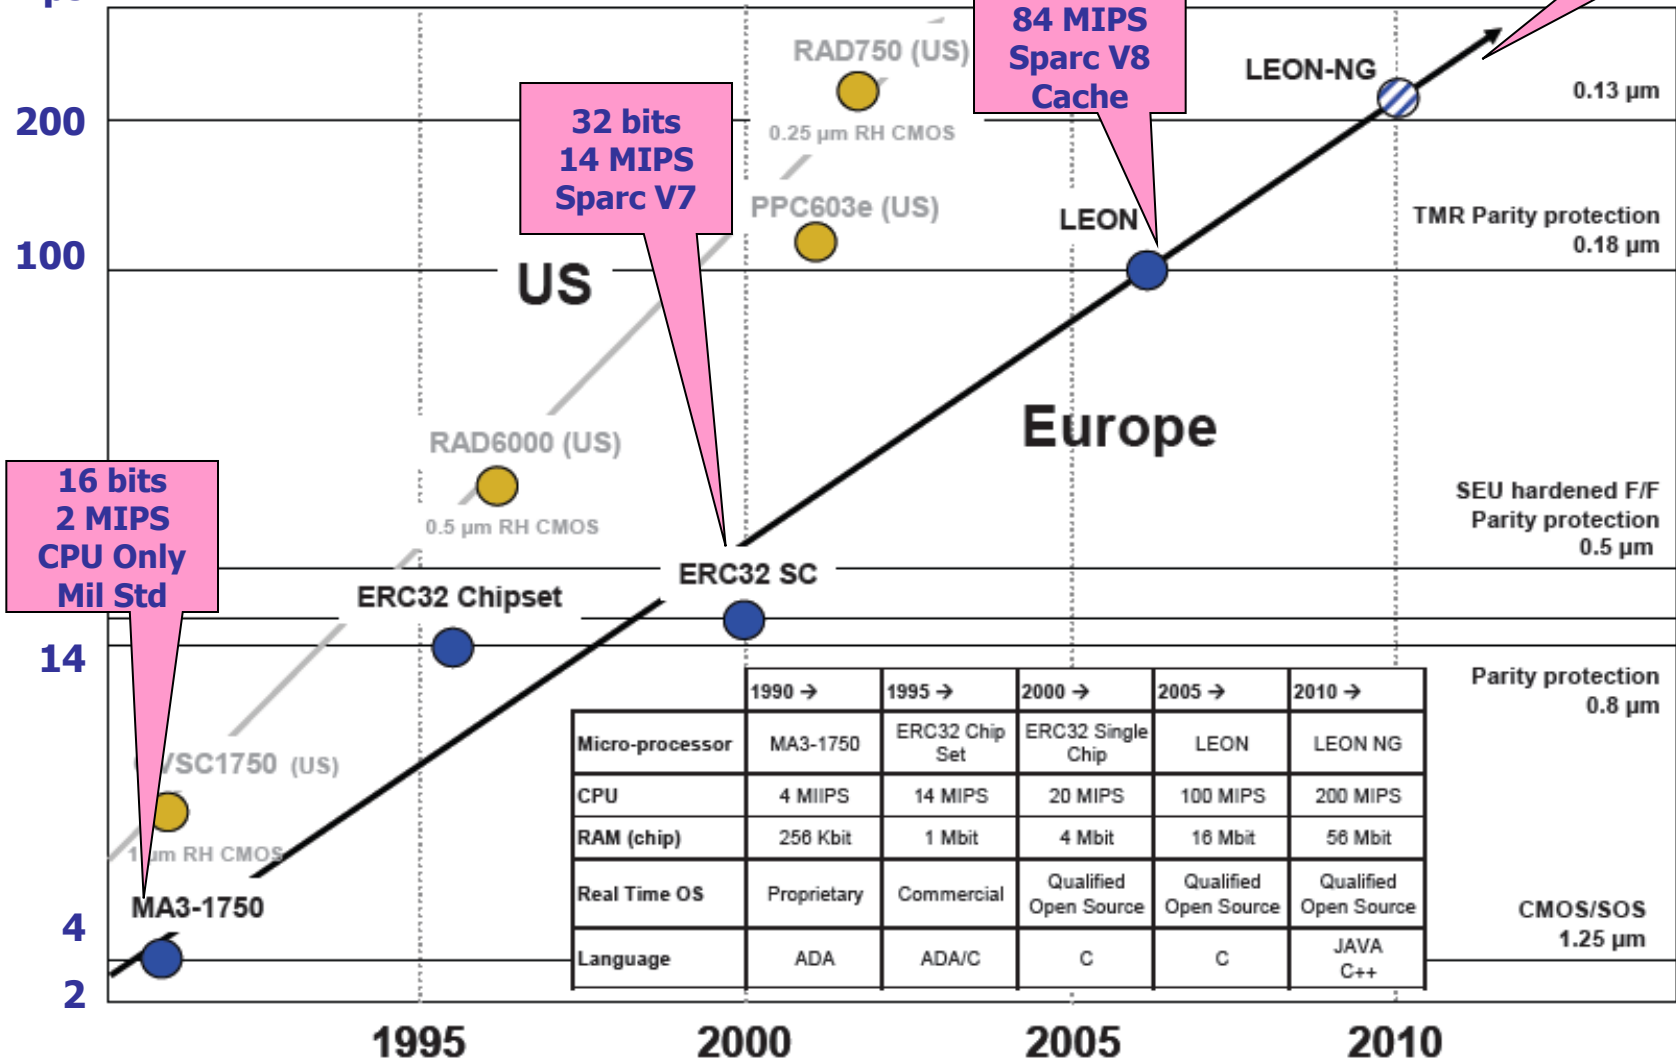 RAD750 (US)
0.25 µm RH CMOS
84 MIPS
Sparc V8
Cache
LEON-NG
0.13 µm
200
32 bits
14 MIPS
Sparc V7
PPC603e (US)
LEON
TMR Parity protection
0.18 µm
100
US
Europe
RAD6000 (US)
0.5 µm RH CMOS
16 bits
2 MIPS
CPU Only
Mil Std
SEU hardened F/F
Parity protection
0.5 µm
ERC32 SC
ERC32 Chipset
14
Parity protection
0.8 µm
VSC1750 (US)
µm RH CMOS
MA3-1750
4
CMOS/SOS
1.25 µm
2
1990 → 1995 → 2000 → 2005 → 2010 →
Micro-processor MA3-1750 ERC32 Chip Set ERC32 Single Chip LEON LEON NG
CPU 4 MIIPS 14 MIPS 20 MIPS 100 MIPS 200 MIPS
RAM (chip) 256 Kbit 1 Mbit 4 Mbit 16 Mbit 56 Mbit
Real Time OS Proprietary Commercial Qualified Open Source Qualified Open Source Qualified Open Source
Language ADA ADA/C C C JAVA C++
1995 2000 2005 2010